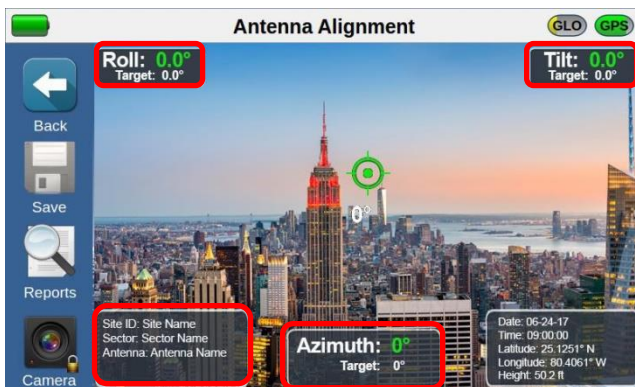 Antenna Alignment
GLO
GPS
Roll: 0.0°
Target: 0.0°
Tilt: 0.0°
Target: 0.0°
Back
Save
Reports
Camera
0°
Site ID: Site Name
Sector: Sector Name
Antenna: Antenna Name
Azimuth: 0°
Target: 0°
Date: 06-24-17
Time: 09:00:00
Latitude: 25.1251° N
Longitude: 80.4061° W
Height: 50.2 ft